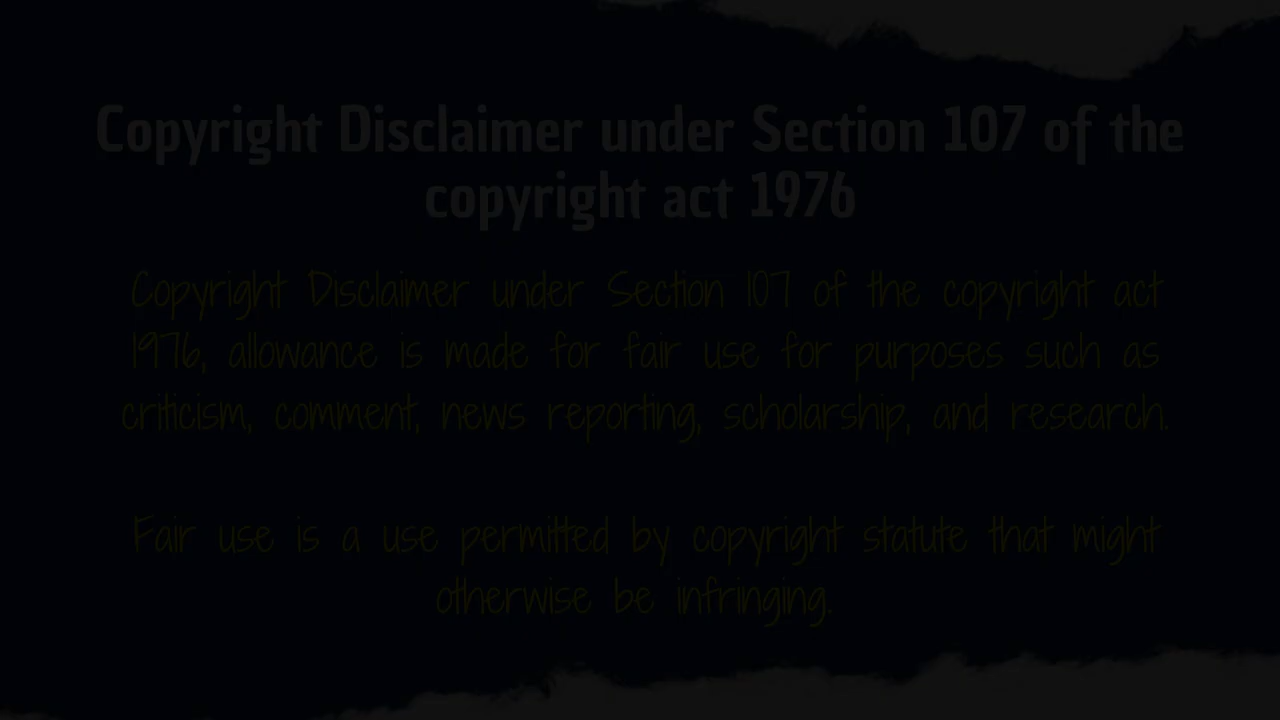 Copyright Disclaimer under Section 107 of the
copyright act 1976
Copyright Disclaimer under Section 107 of the copyright act
1976, allowance is made for fair use for purposes such as
criticism, comment, news reporting, scholarship, and research.
Fair use is a use permitted by copyright statute that might
otherwise be infringing.